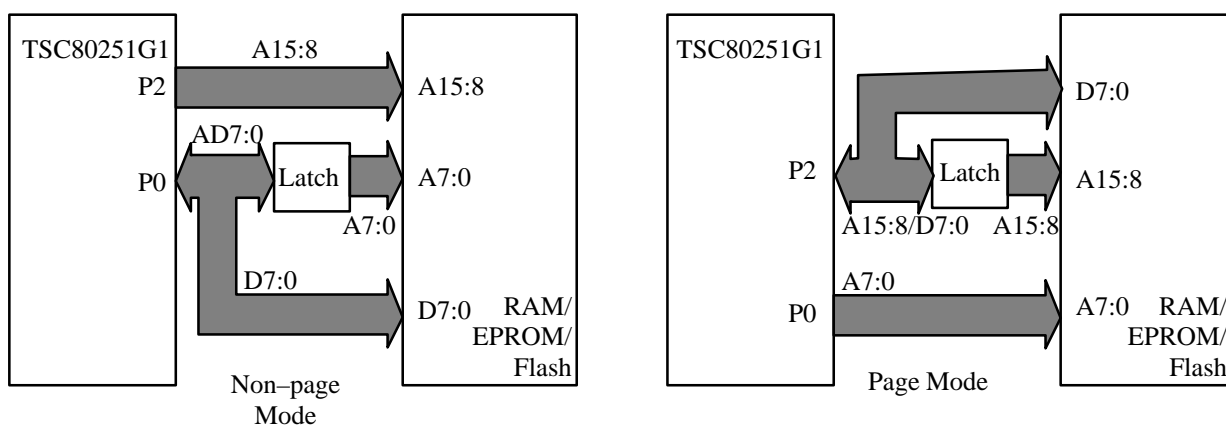 TSC80251G1
A15:8
P2
A15:8
AD7:0
P0
Latch
A7:0
A7:0
D7:0
D7:0
RAM/
EPROM/
Flash
Non–page
Mode
TSC80251G1
D7:0
P2
Latch
A15:8
A15:8/D7:0
A15:8
A7:0
P0
A7:0
RAM/
EPROM/
Flash
Page Mode